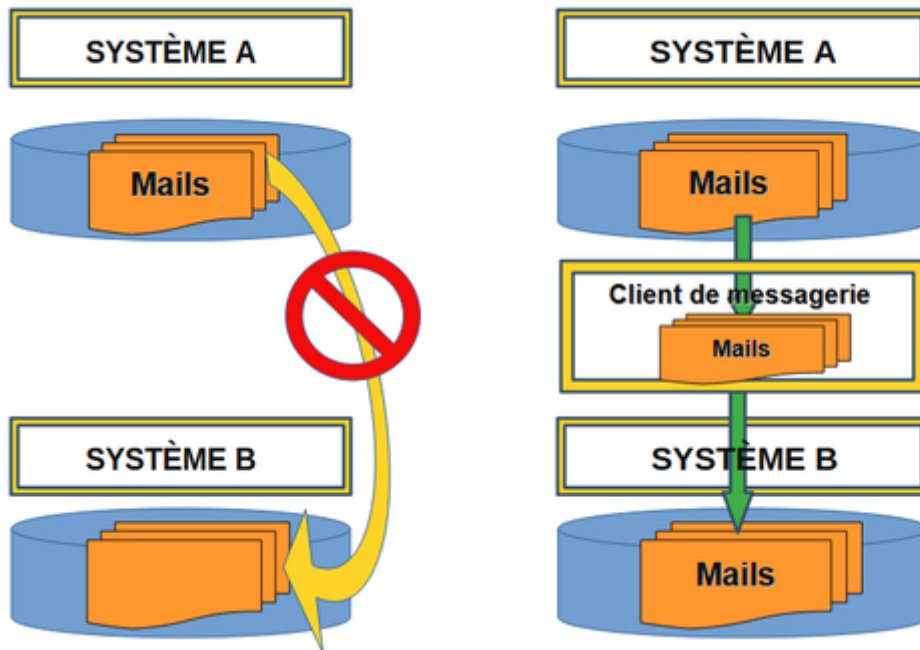 SYSTÈME A
Mails
SYSTÈME B
SYSTÈME A
Mails
Client de messagerie
Mails
SYSTÈME B
Mails